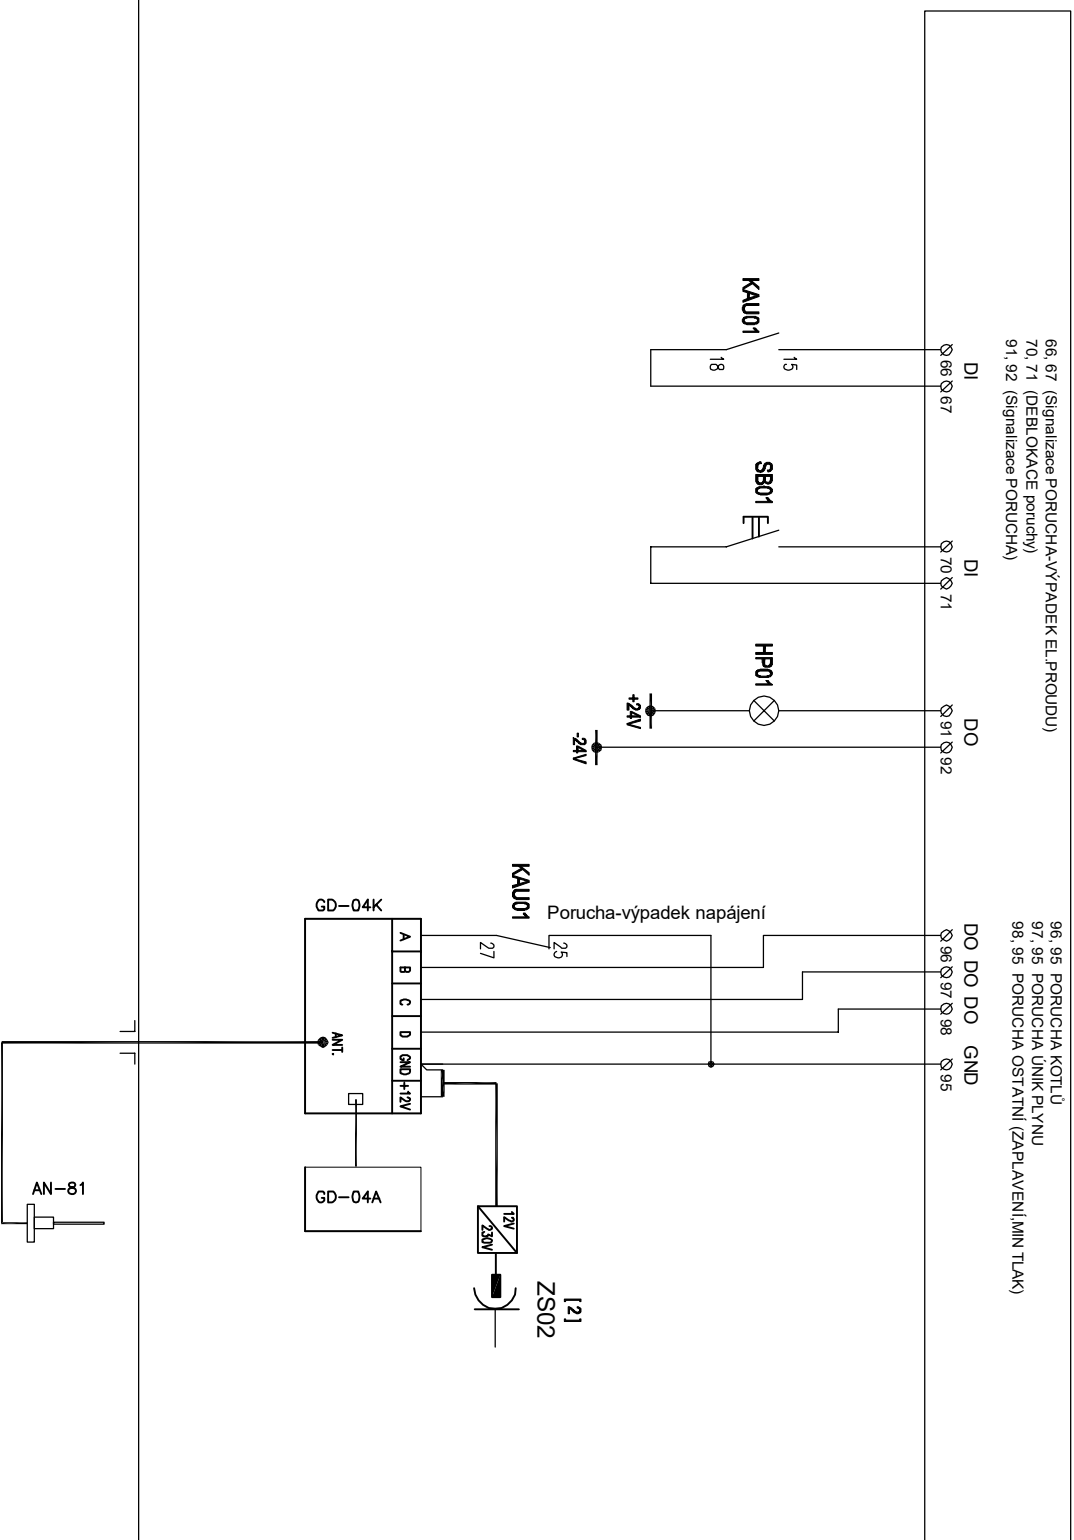 66, 67 (Signalizace PORUCHA-VÝPADEK EL.PROUDU)
70, 71 (DEBLOKACE poruchy)
91, 92 (Signalizace PORUCHA)
96, 95 PORUCHA KOTLŮ
97, 95 PORUCHA ÚNIK PLYNU
98, 95 PORUCHA OSTATNÍ (ZAPLAVENÍ,MIN TLAK)
DI
DI
DO
DO
DO
DO
GND
66
67
70
71
91
92
96
97
98
95
KAU01
15
18
SB01
HP01
+24V
-24V
KAU01
Porucha-výpadek napájení
25
27
GD-04K
A
B
C
D
GND
+12V
ANT.
GD-04A
12V
230V
[2]
ZS02
AN-81